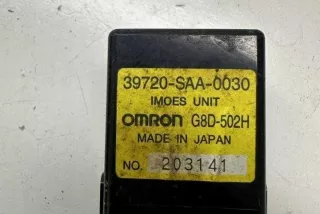 39720-SAA-0030
IMOES UNIT
OMRON G8D-502H
MADE IN JAPAN
NO. 203141